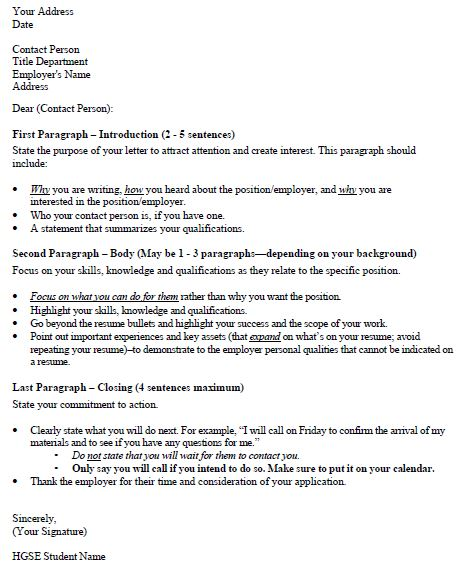 Your Address
Date
Contact Person
Title Department
Employer's Name
Address
Dear (Contact Person):
First Paragraph – Introduction (2 - 5 sentences)
State the purpose of your letter to attract attention and create interest. This paragraph should
include:
• Why you are writing, how you heard about the position/employer, and why you are
interested in the position/employer.
• Who your contact person is, if you have one.
• A statement that summarizes your qualifications.
Second Paragraph – Body (May be 1 - 3 paragraphs—depending on your background)
Focus on your skills, knowledge and qualifications as they relate to the specific position.
• Focus on what you can do for them rather than why you want the position.
• Highlight your skills, knowledge and qualifications.
• Go beyond the resume bullets and highlight your success and the scope of your work.
• Point out important experiences and key assets (that expand on what's on your resume; avoid
repeating your resume)–to demonstrate to the employer personal qualities that cannot be indicated on
a resume.
Last Paragraph – Closing (4 sentences maximum)
State your commitment to action.
• Clearly state what you will do next. For example, “I will call on Friday to confirm the arrival of my
materials and to see if you have any questions for me.”
- Do not state that you will wait for them to contact you.
- Only say you will call if you intend to do so. Make sure to put it on your calendar.
• Thank the employer for their time and consideration of your application.
Sincerely,
(Your Signature)
HGSE Student Name